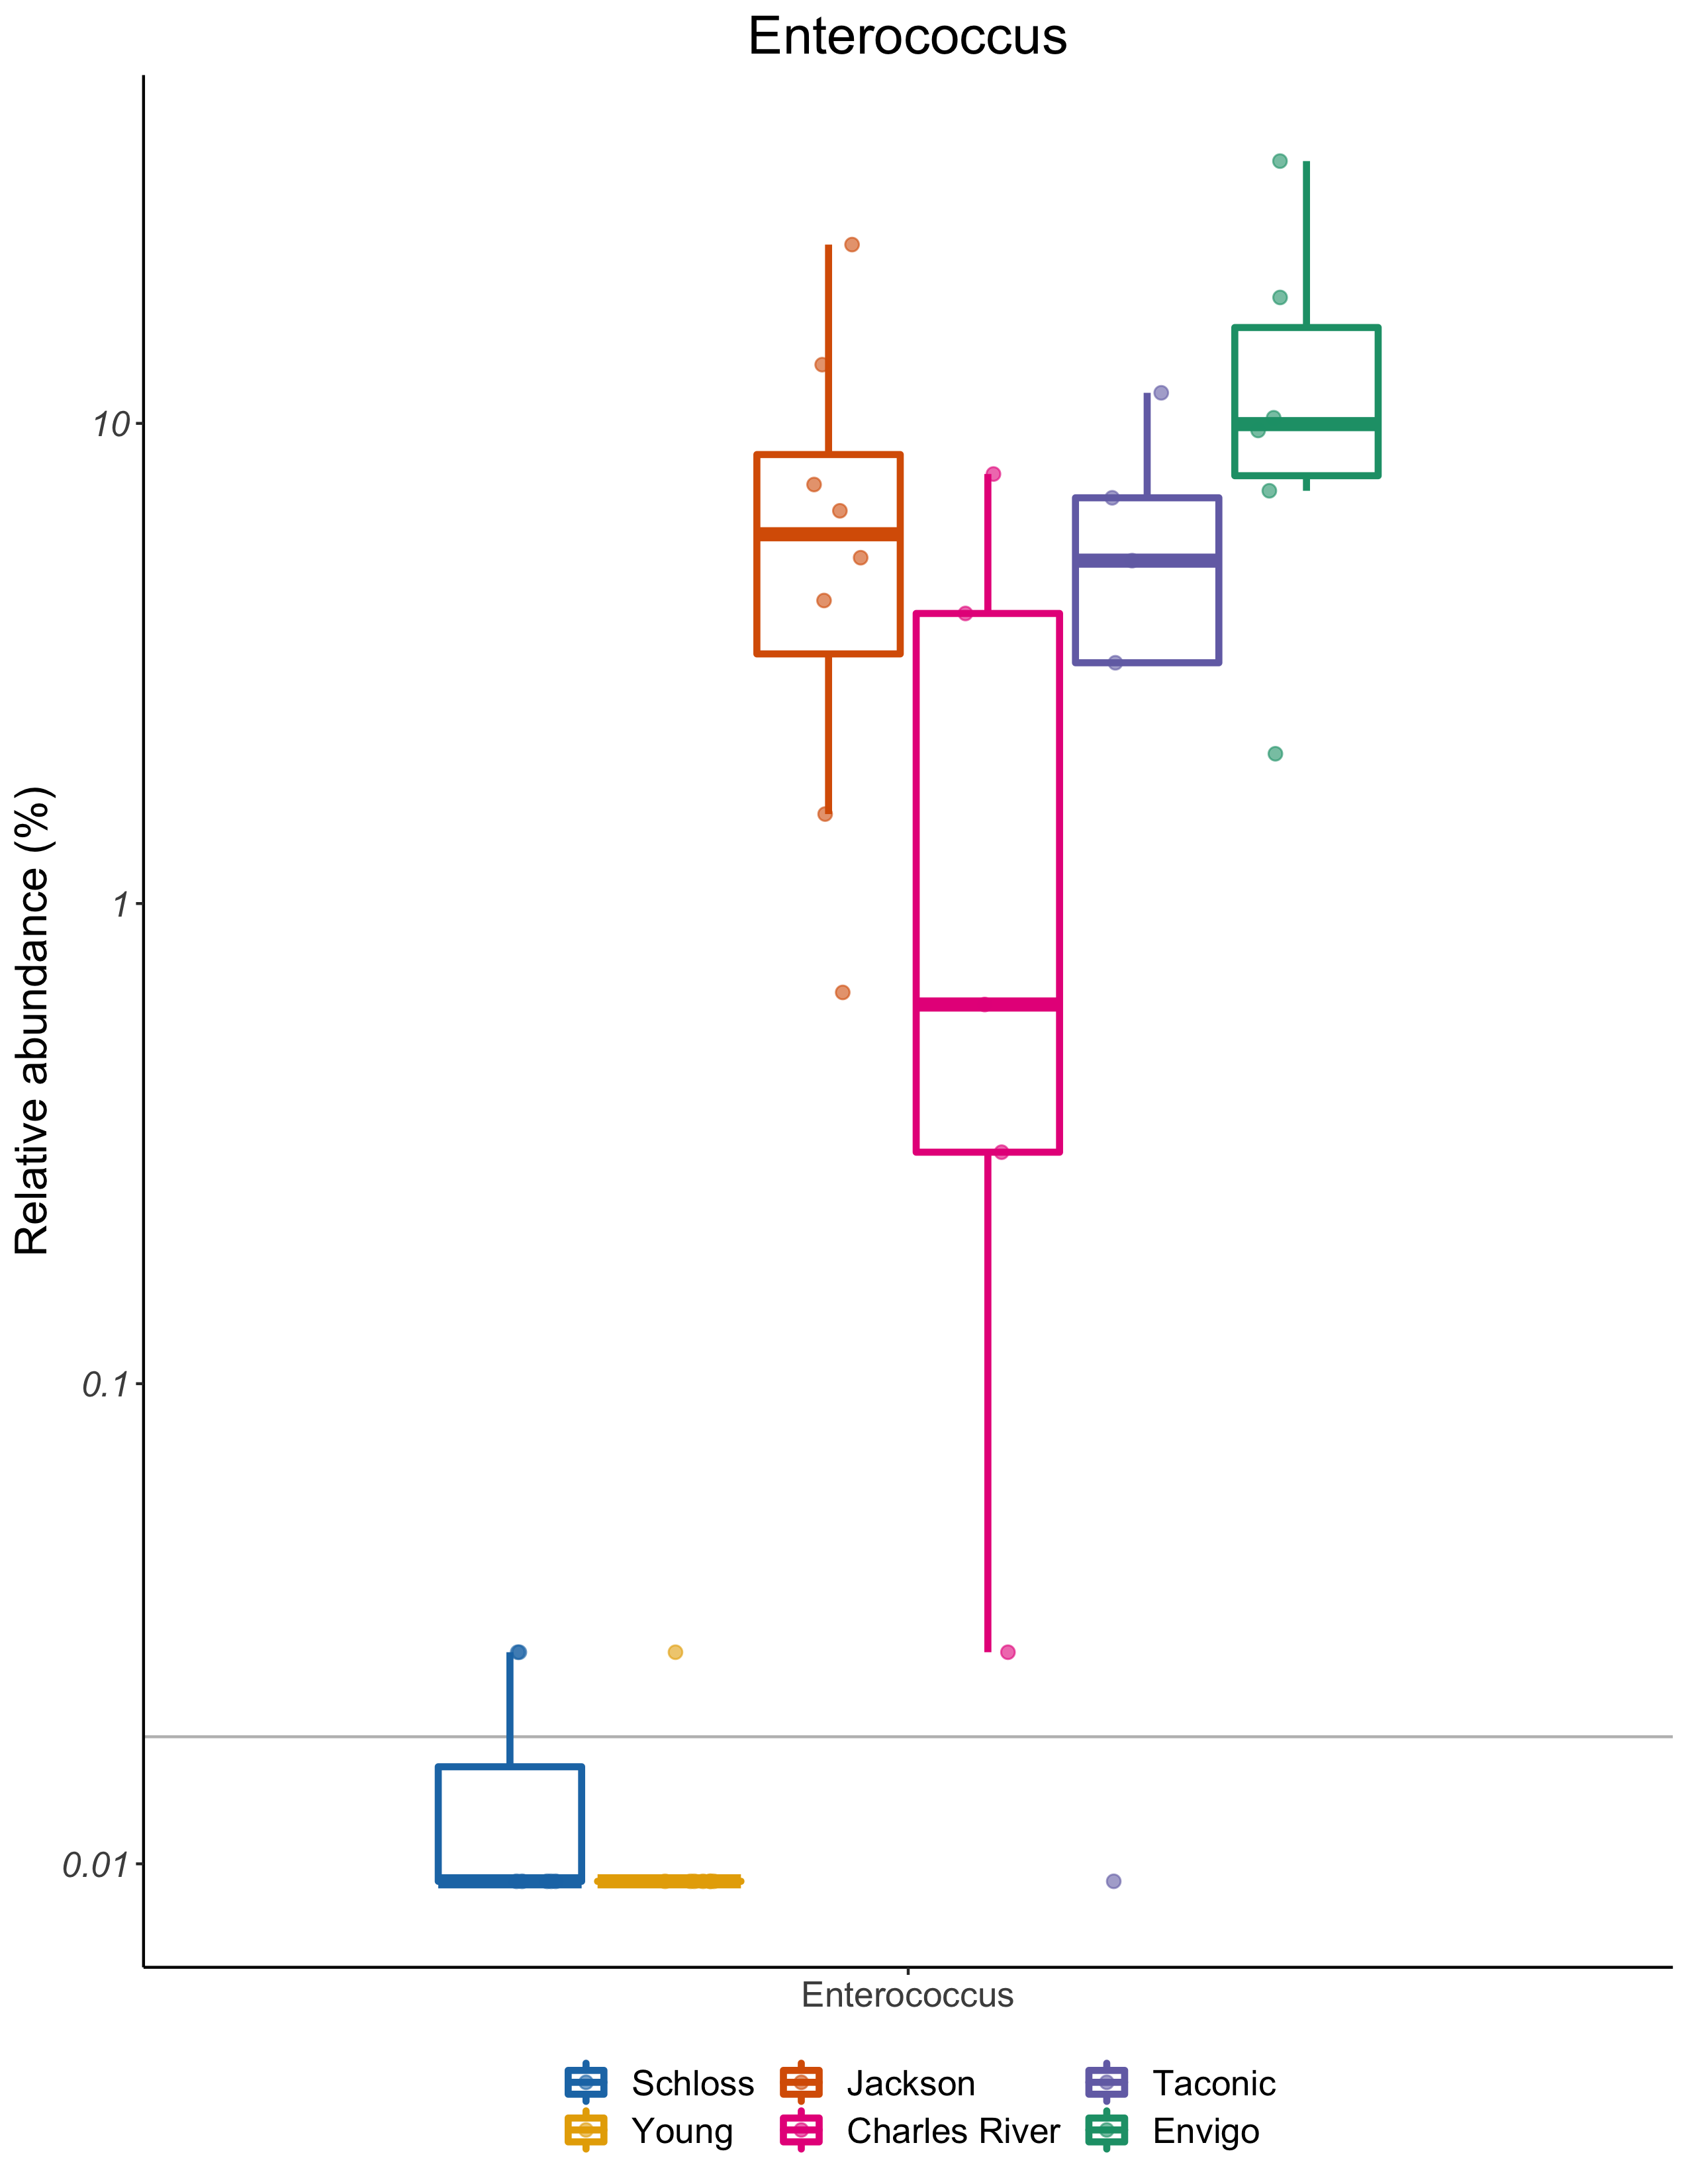 Enterococcus
Relative abundance (%)
10
1
0.1
0.01
Enterococcus
Schloss
Jackson
Taconic
Young
Charles River
Envigo